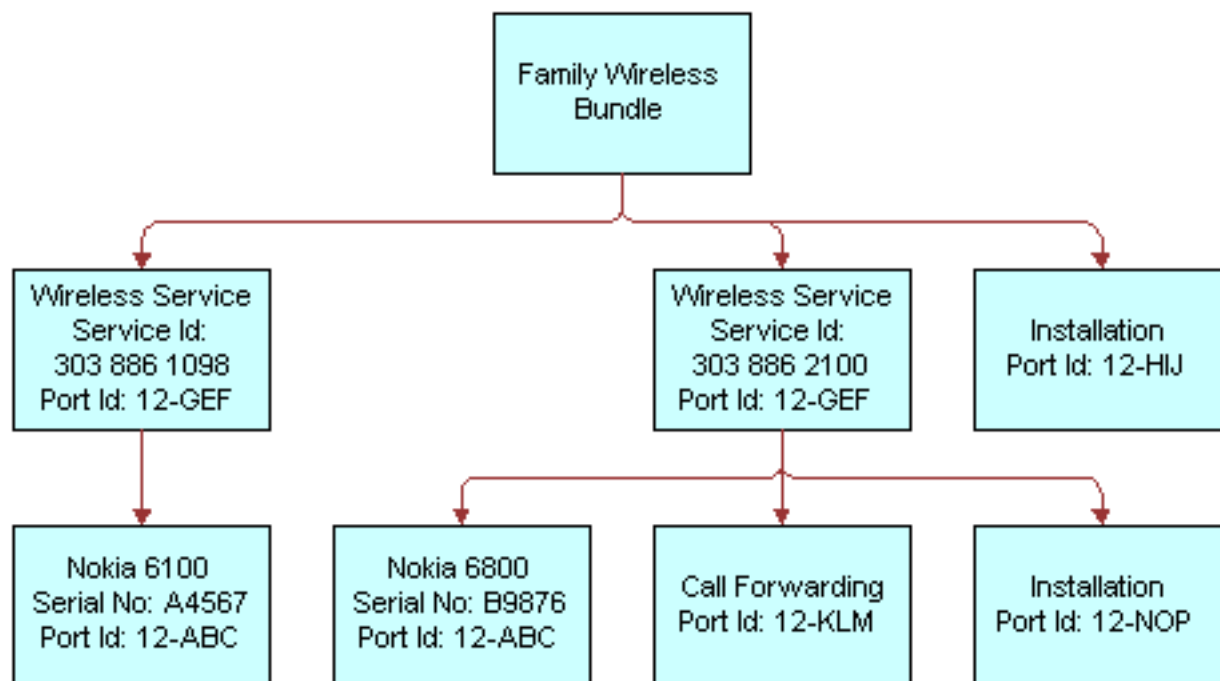 Family Wireless
Bundle
Wireless Service
Service Id:
303 886 1098
Port Id: 12-GEF
Wireless Service
Service Id:
303 886 2100
Port Id: 12-GEF
Installation
Port Id: 12-HIJ
Nokia 6100
Serial No: A4567
Port Id: 12-ABC
Nokia 6800
Serial No: B9876
Port Id: 12-ABC
Call Forwarding
Port Id: 12-KLM
Installation
Port Id: 12-NOP